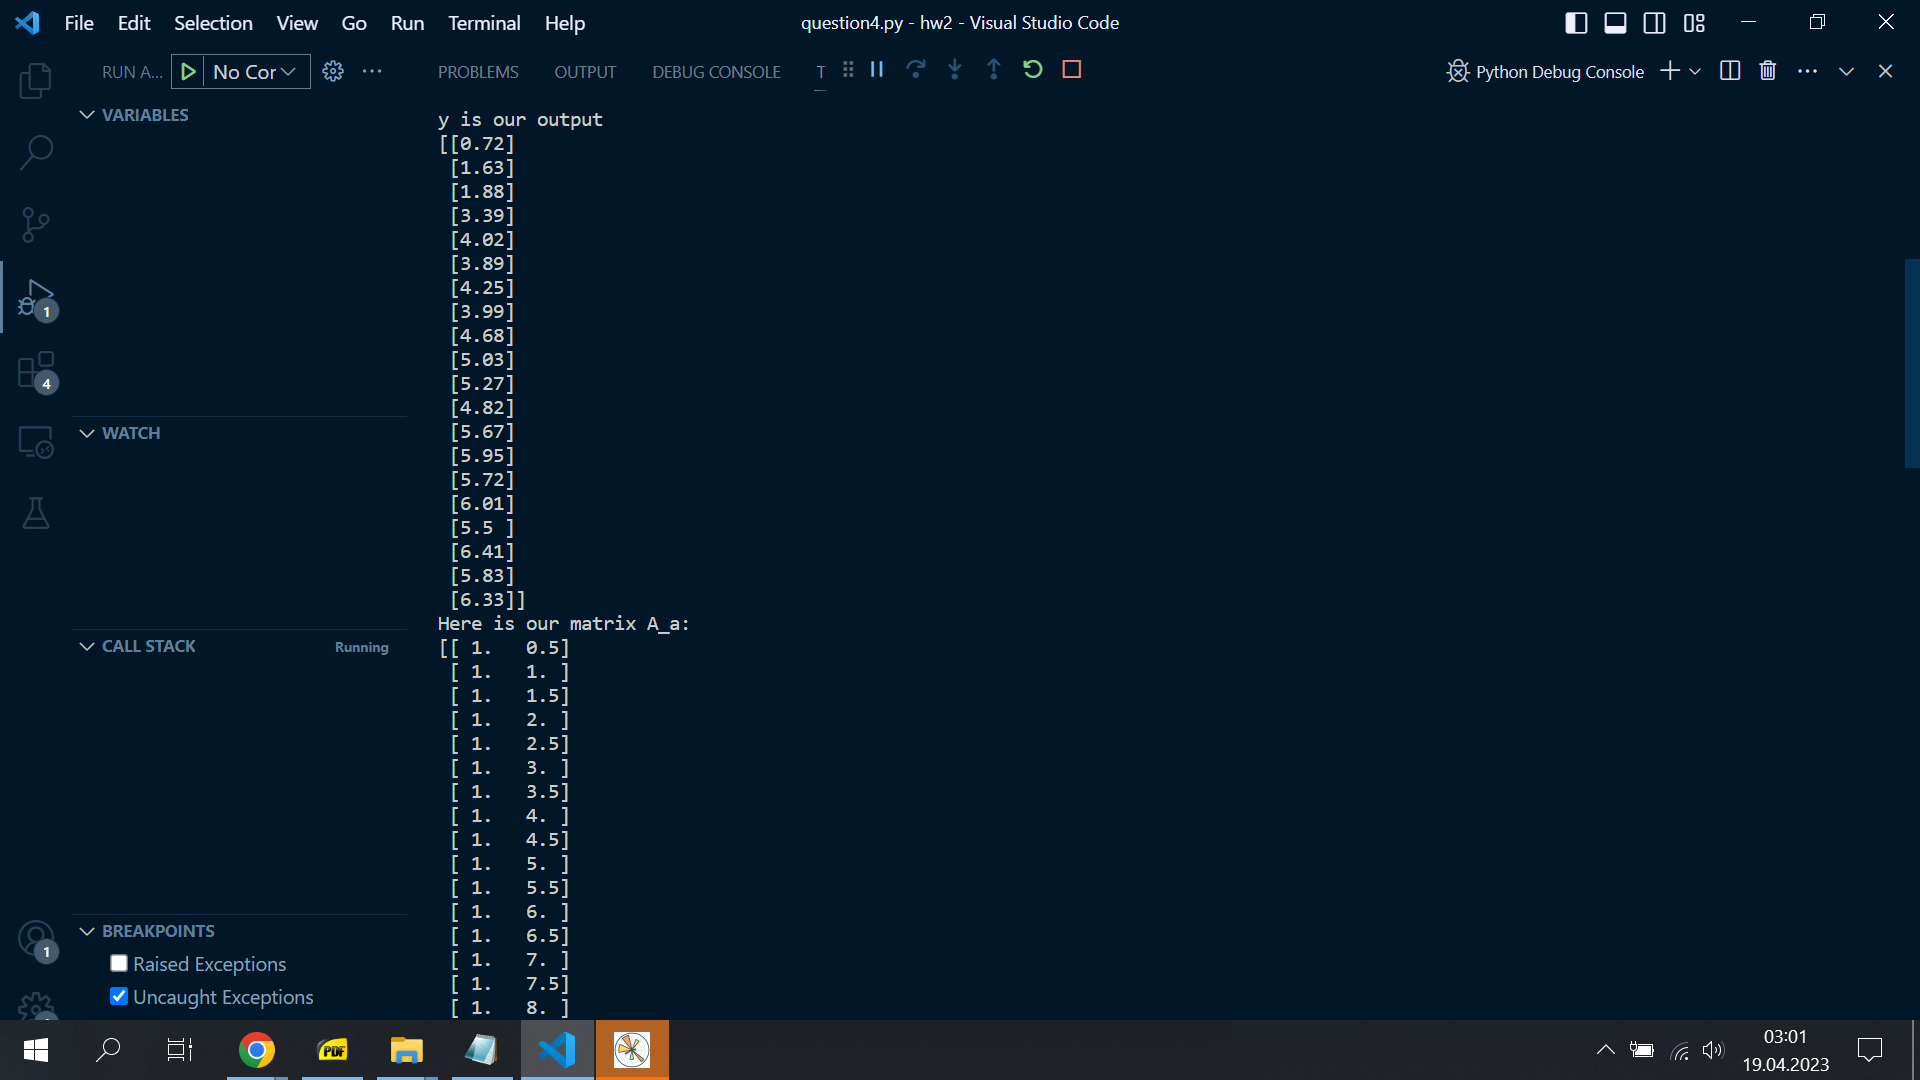 File Edit Selection View Go Run Terminal Help
question4.py - hw2 - Visual Studio Code
RUN A... No Cor
PROBLEMS OUTPUT DEBUG CONSOLE T
Python Debug Console
VARIABLES
WATCH
CALL STACK Running
BREAKPOINTS
Raised Exceptions
Uncaught Exceptions
1
4
1
y is our output
[[0.72]
[1.63]
[1.88]
[3.39]
[4.02]
[3.89]
[4.25]
[3.99]
[4.68]
[5.03]
[5.27]
[4.82]
[5.67]
[5.95]
[5.72]
[6.01]
[5.5 ]
[6.41]
[5.83]
[6.33]]
Here is our matrix A_a:
[[ 1.   0.5]
[ 1.   1. ]
[ 1.   1.5]
[ 1.   2. ]
[ 1.   2.5]
[ 1.   3. ]
[ 1.   3.5]
[ 1.   4. ]
[ 1.   4.5]
[ 1.   5. ]
[ 1.   5.5]
[ 1.   6. ]
[ 1.   6.5]
[ 1.   7. ]
[ 1.   7.5]
[ 1.   8. ]
PDF
03:01
19.04.2023